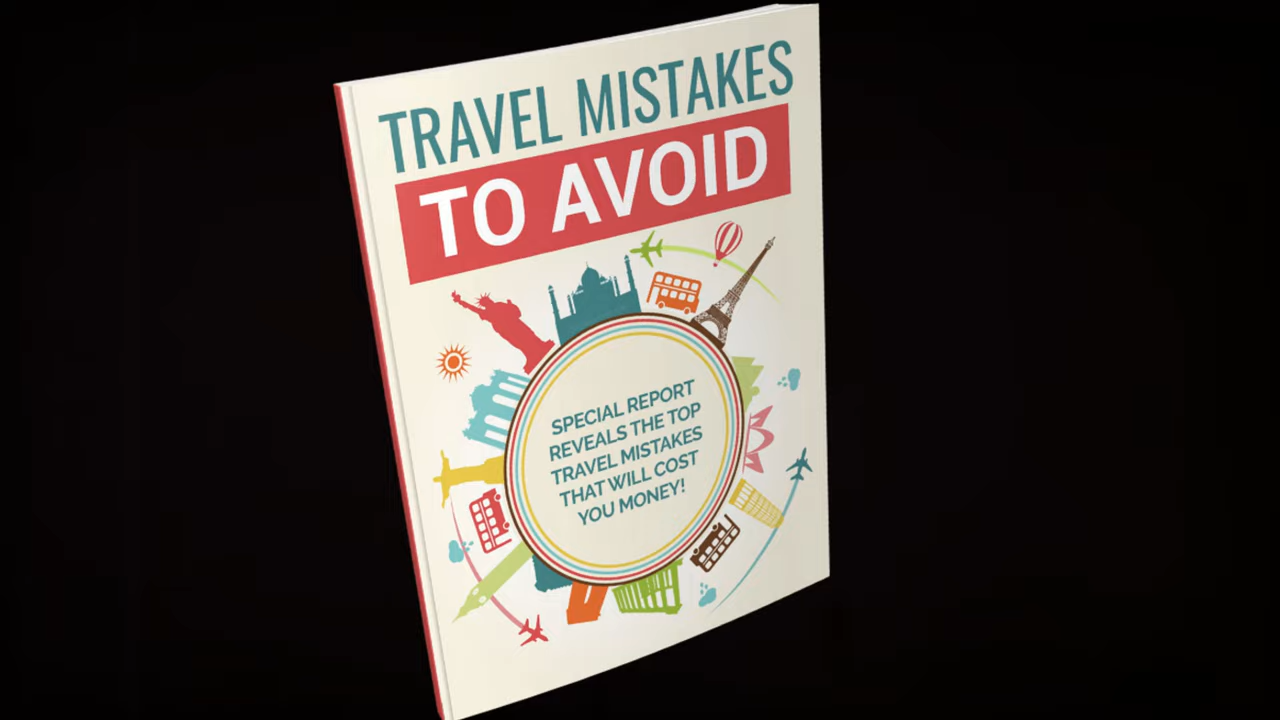 TRAVEL MISTAKES
TO AVOID
SPECIAL REPORT
REVEALS THE TOP
TRAVEL MISTAKES
THAT WILL COST
YOU MONEY!